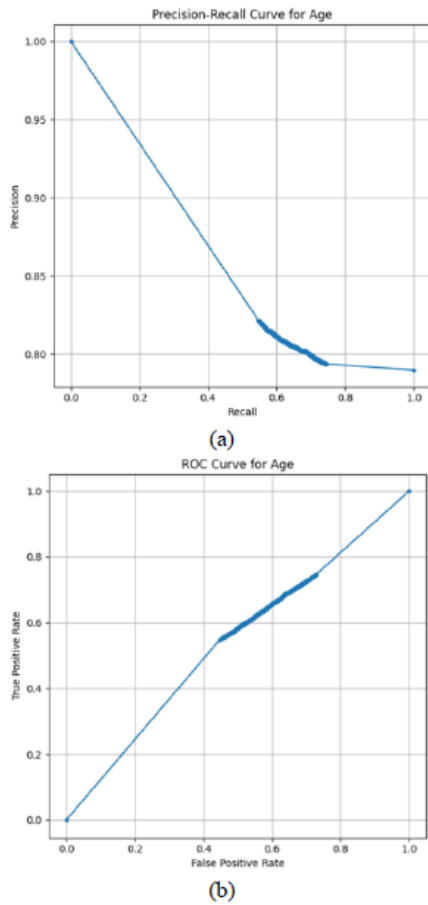 Precision-Recall Curve for Age
1.00
0.95
0.90
0.85
0.80
Precision
0.0 0.2 0.4 0.6 0.8 1.0
Recall
(a)
ROC Curve for Age
1.0
0.8
0.6
0.4
0.2
0.0
True Positive Rate
0.0 0.2 0.4 0.6 0.8 1.0
False Positive Rate
(b)